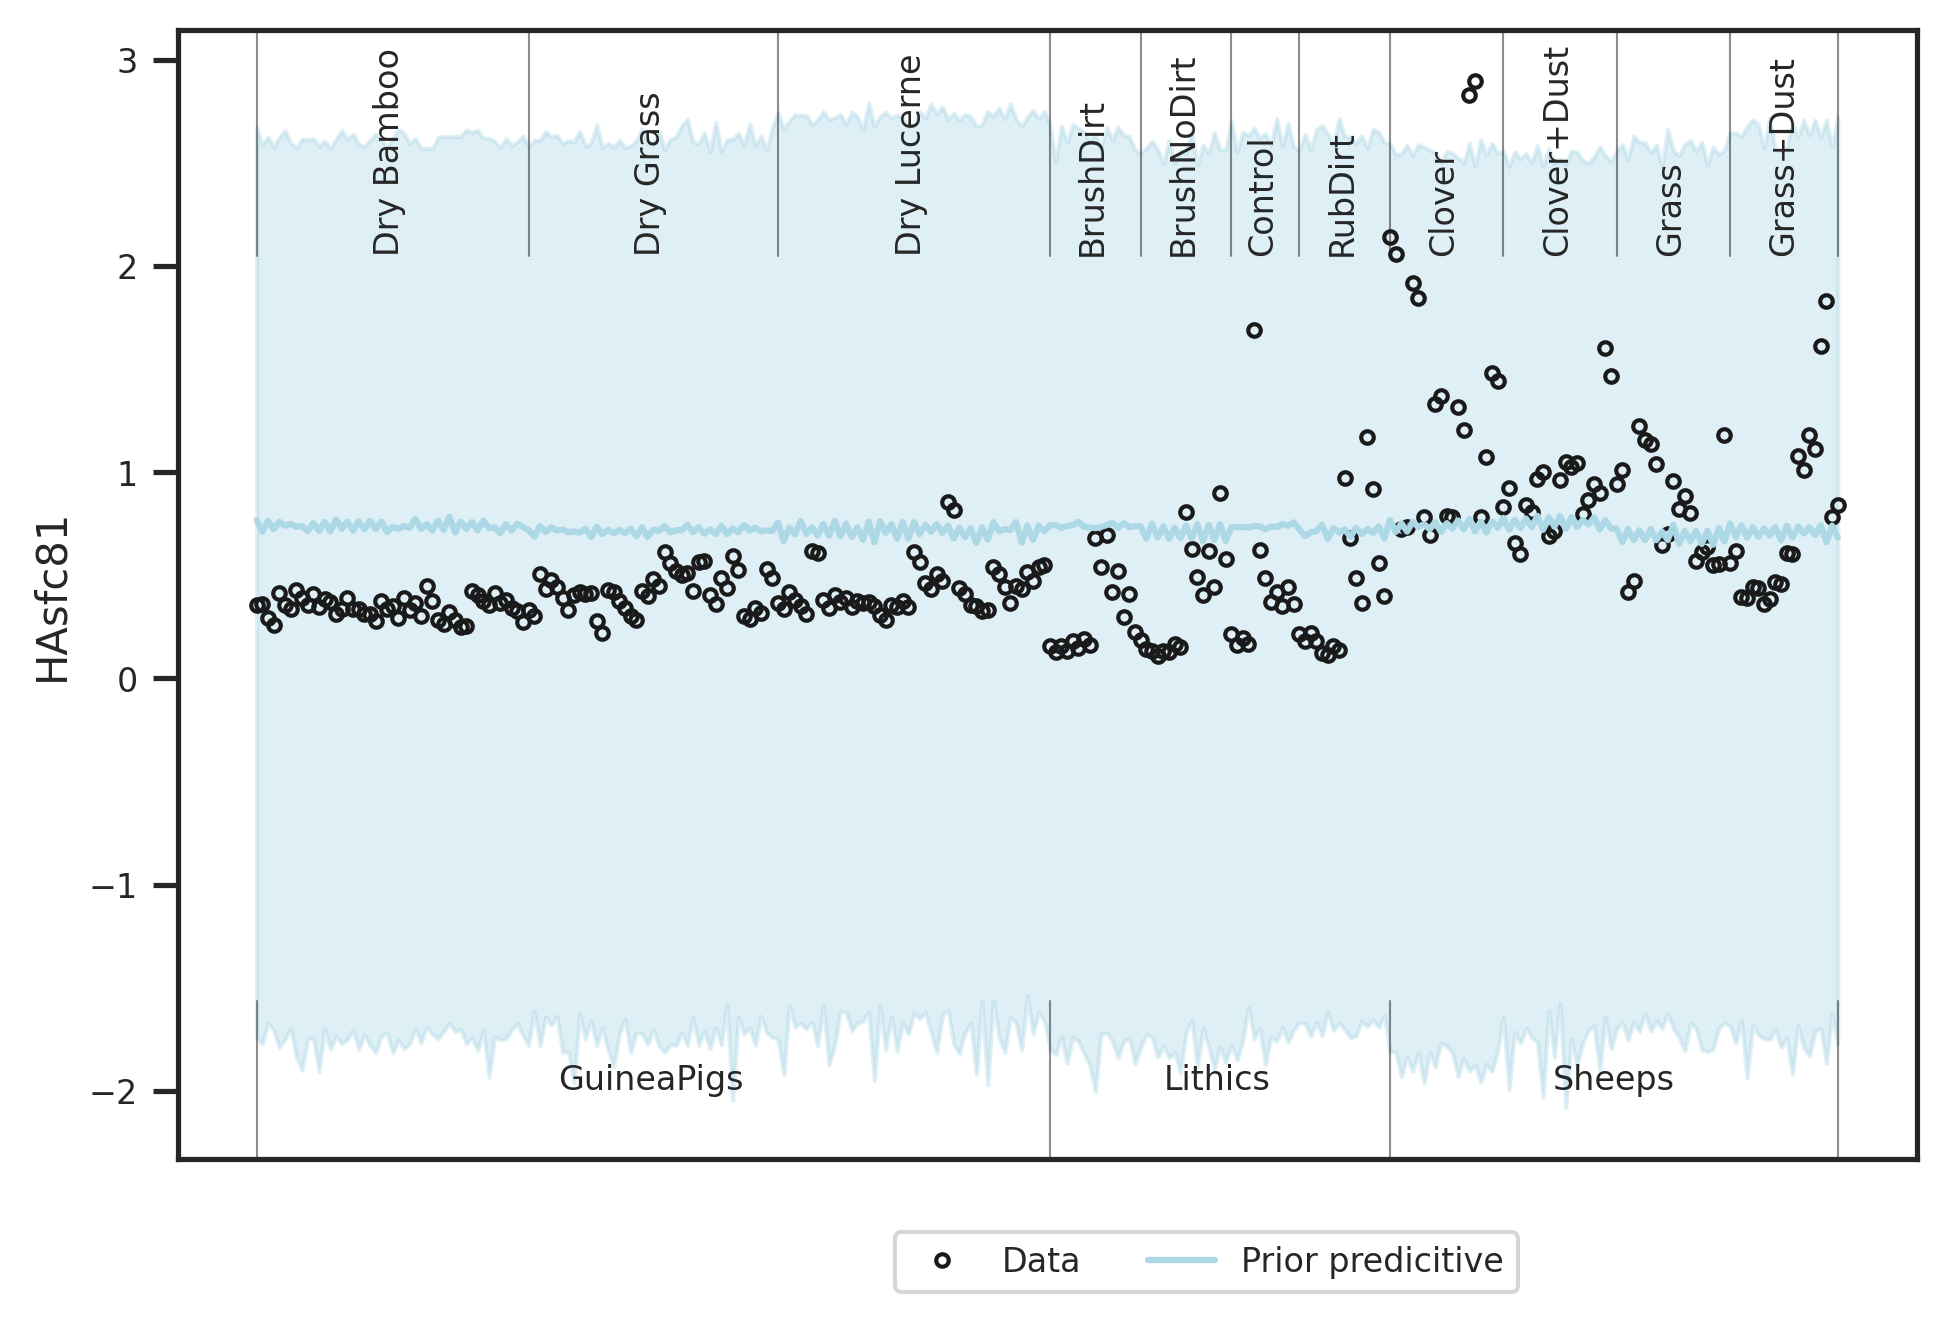 3
2
1
0
−1
−2
HAsfc81
Dry Bamboo
Dry Grass
Dry Lucerne
BrushDirt
BrushNoDirt
Control
RubDirt
Clover
Clover+Dust
Grass
Grass+Dust
GuineaPigs
Lithics
Sheeps
Data
Prior predicitive